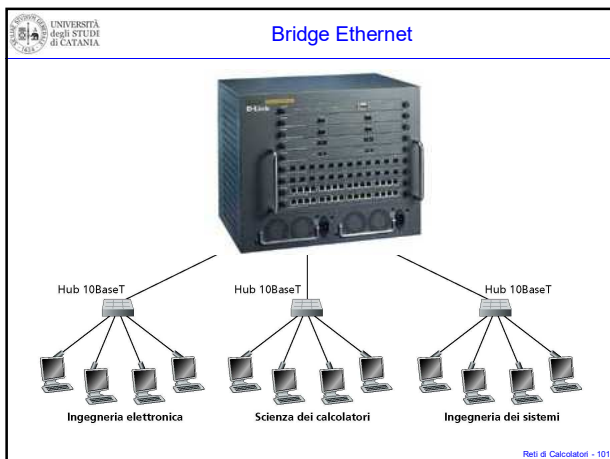 UNIVERSITÀ
degli STUDI
di CATANIA
Bridge Ethernet
D-Link
Hub 10BaseT
Hub 10BaseT
Hub 10BaseT
Ingegneria elettronica
Scienza dei calcolatori
Ingegneria dei sistemi
Reti di Calcolatori - 101